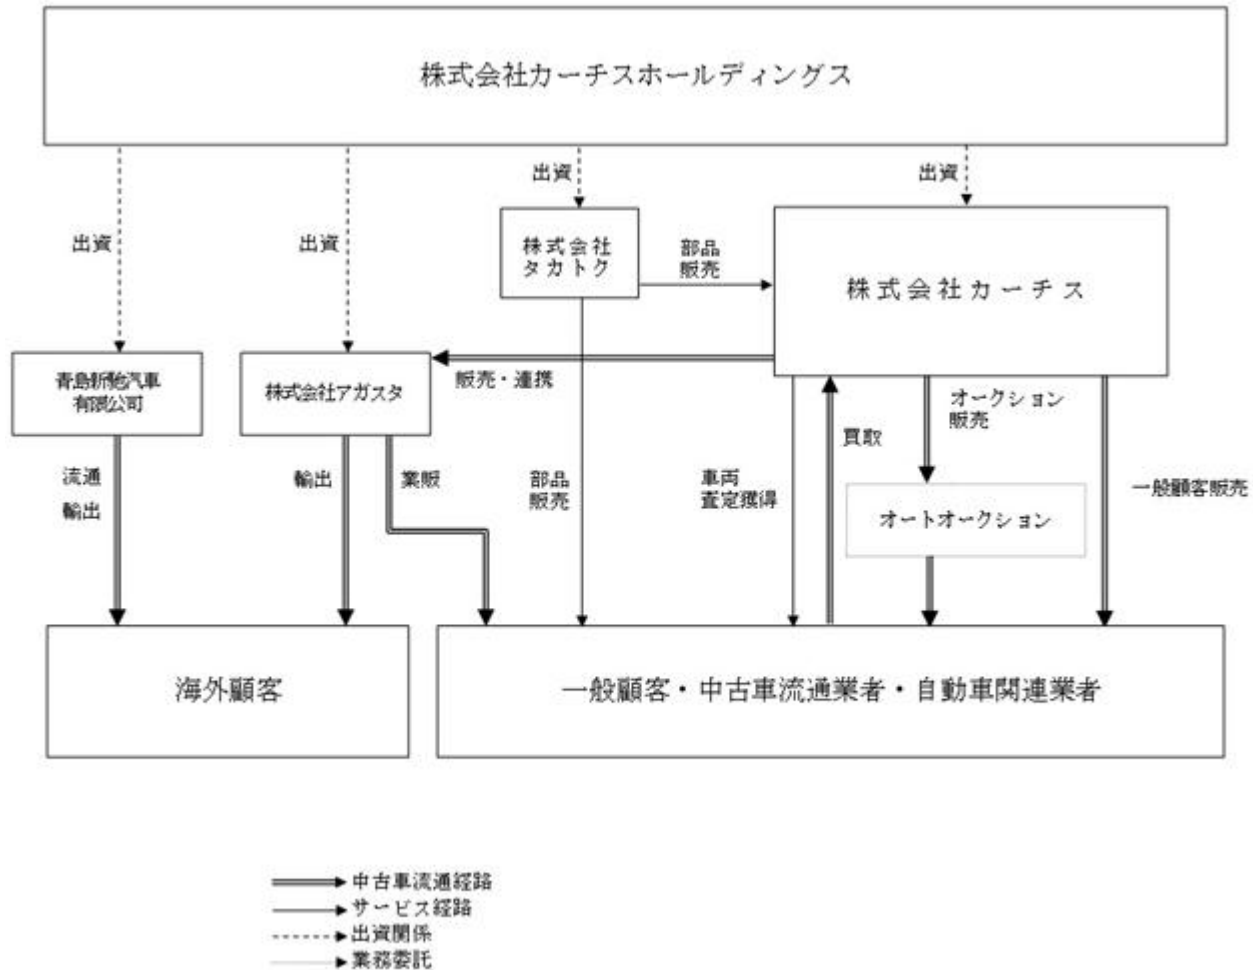 株式会社カーチスホールディングス
出資
出資
出資
出資
株式会社
タカトク
部品
販売
株式会社カーチス
青島新馳汽車
有限公司
株式会社アガスタ
販売・連携
オークション
販売
買取
流通
輸出
輸出
業販
部品
販売
車両
査定獲得
一般顧客販売
オートオークション
海外顧客
一般顧客・中古車流通業者・自動車関連業者
中古車流通経路
サービス経路
出資関係
業務委託